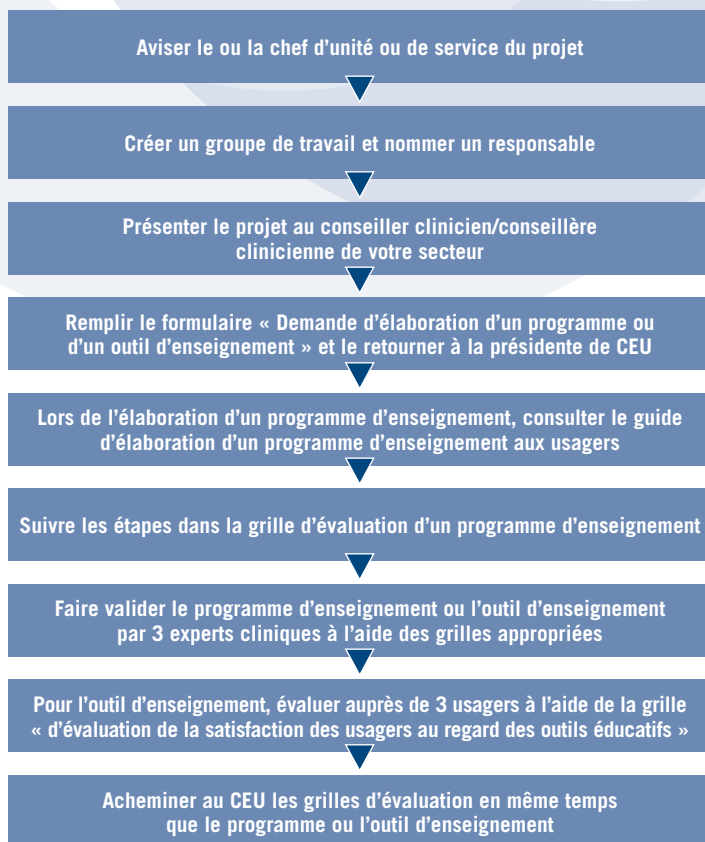 Aviser le ou la chef d’unité ou de service du projet
Créer un groupe de travail et nommer un responsable
Présenter le projet au conseiller clinicien/conseillère
clinicienne de votre secteur
Remplir le formulaire « Demande d’élaboration d’un programme ou
d’un outil d’enseignement » et le retourner à la présidente de CEU
Lors de l’élaboration d’un programme d’enseignement, consulter le guide
d’élaboration d’un programme d’enseignement aux usagers
Suivre les étapes dans la grille d’évaluation d’un programme d’enseignement
Faire valider le programme d’enseignement ou l’outil d’enseignement
par 3 experts cliniques à l’aide des grilles appropriées
Pour l’outil d’enseignement, évaluer auprès de 3 usagers à l’aide de la grille
« d’évaluation de la satisfaction des usagers au regard des outils éducatifs »
Acheminer au CEU les grilles d’évaluation en même temps
que le programme ou l’outil d’enseignement